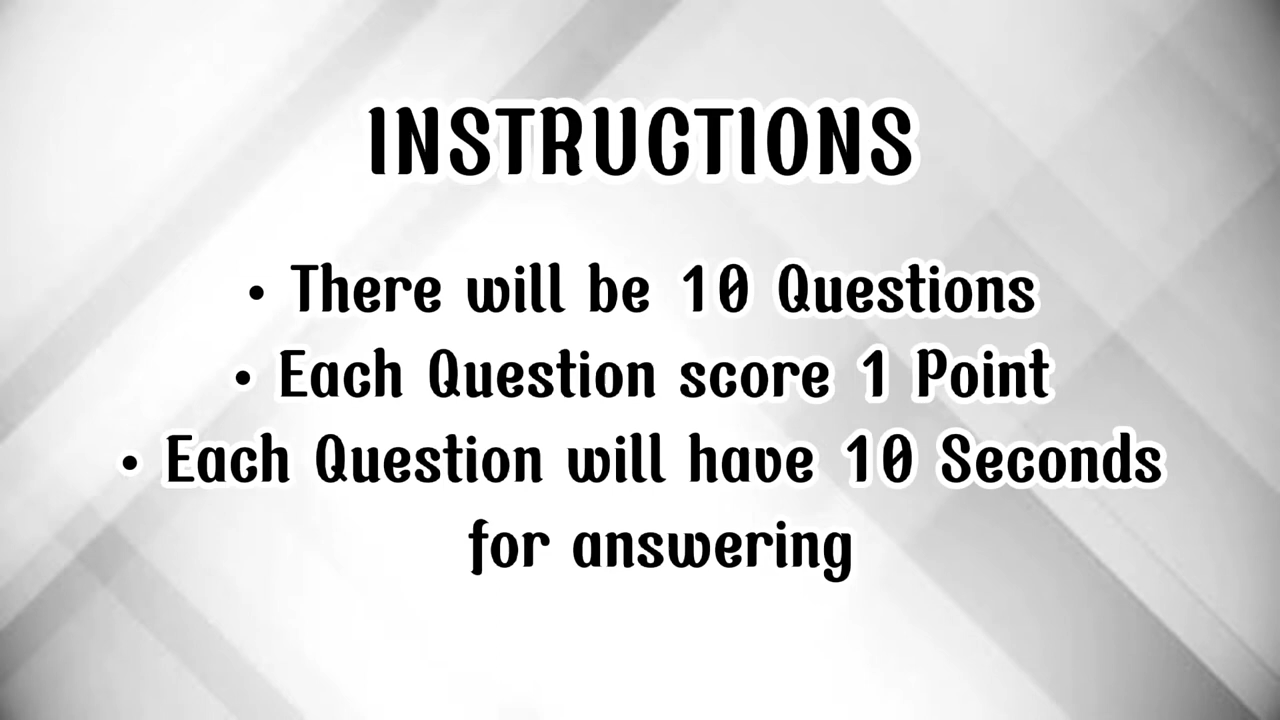 INSTRUCTIONS
• There will be 10 Questions
• Each Question score 1 Point
• Each Question will have 10 Seconds
for answering